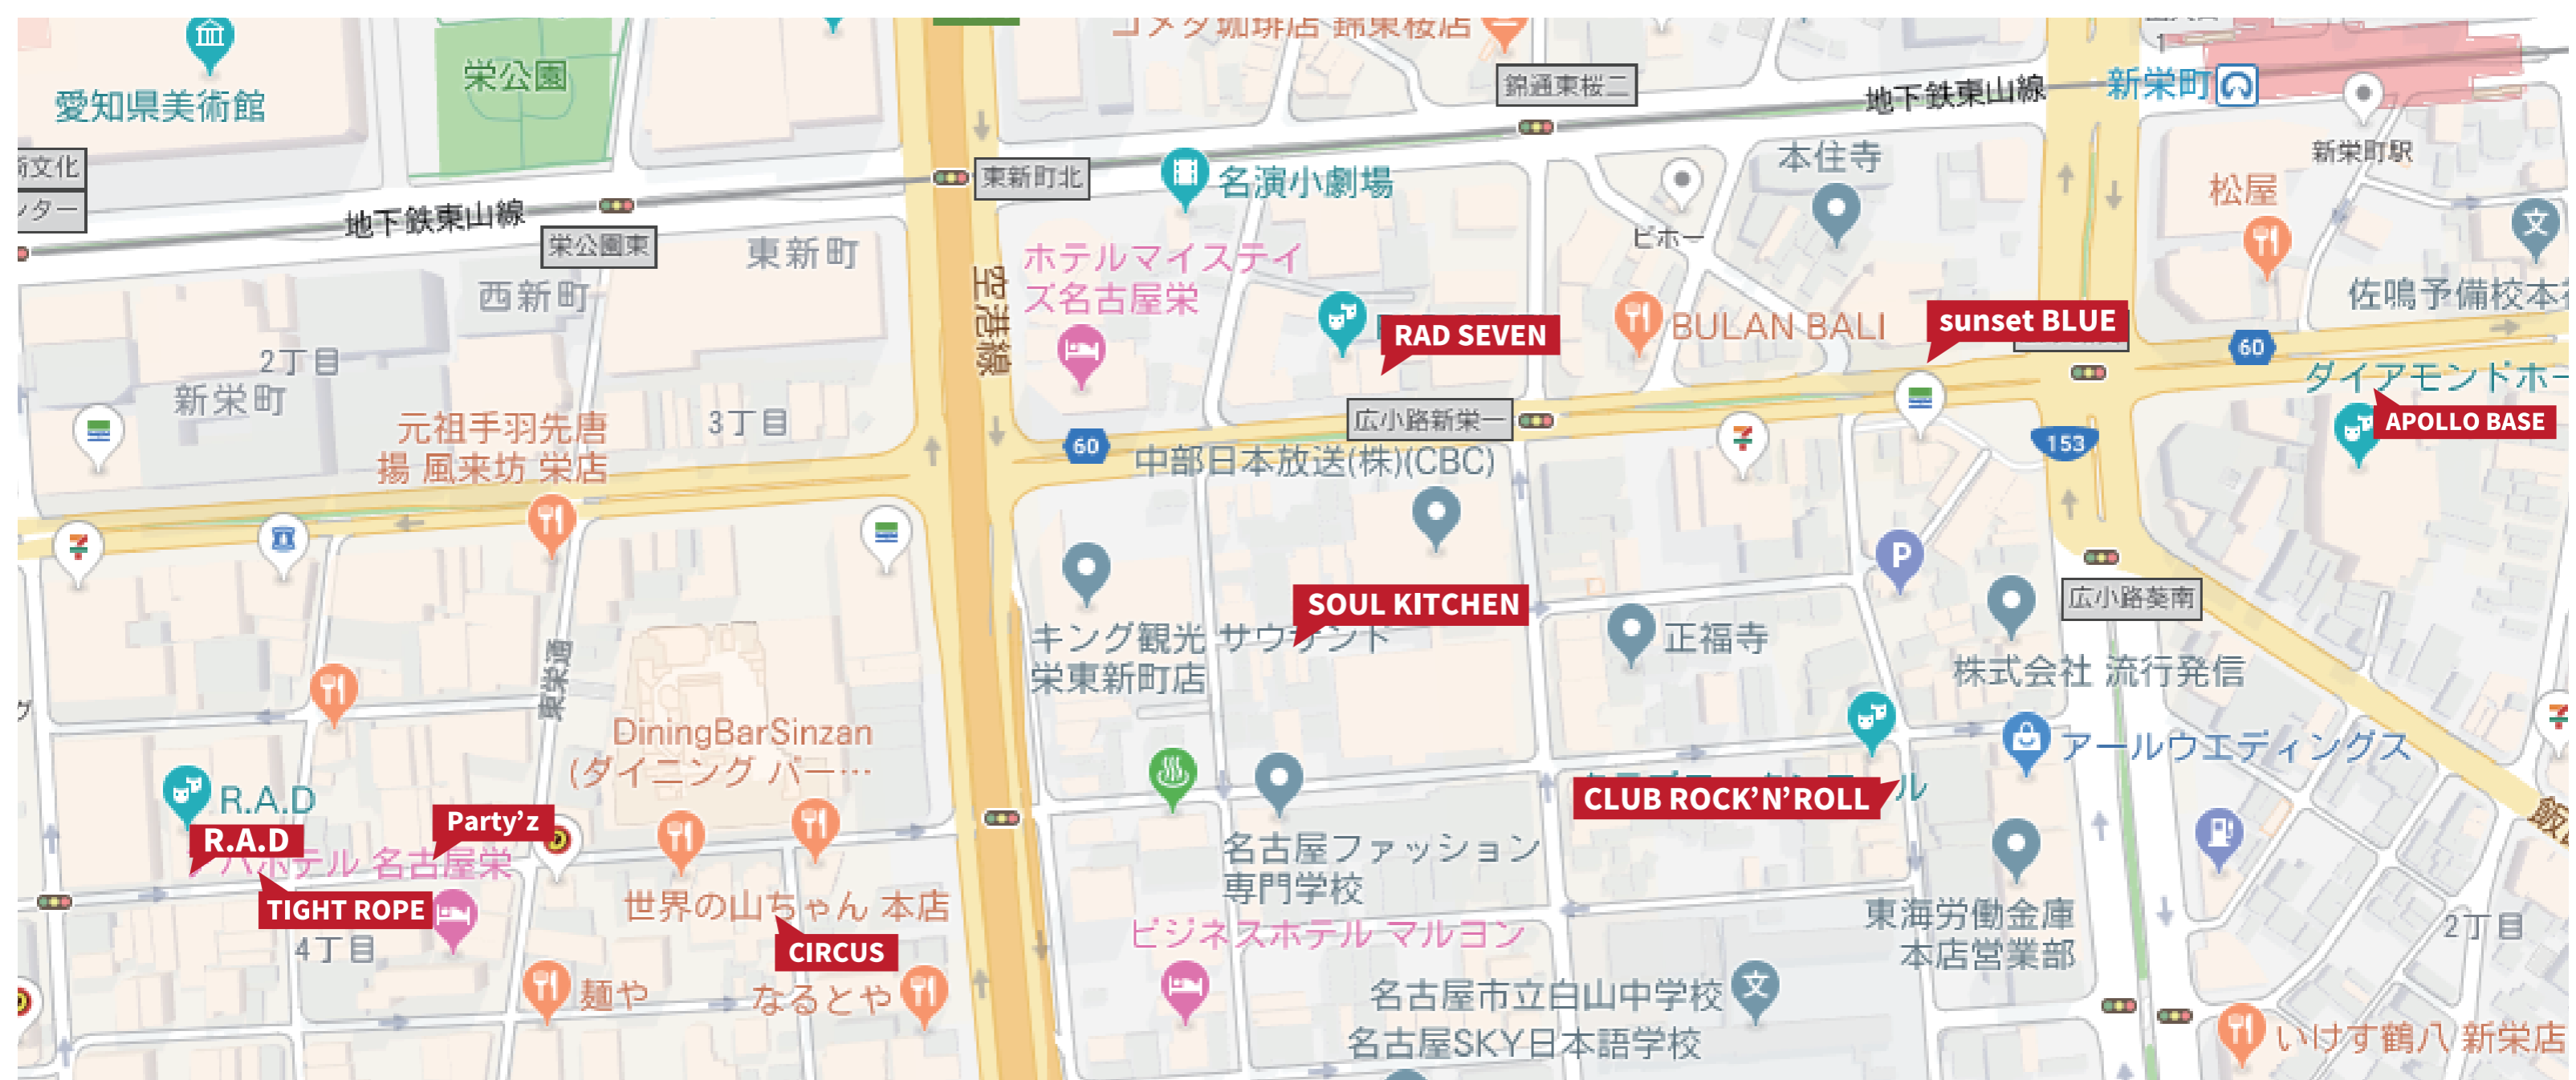 コメダ珈琲店 錦東桜店
栄公園
愛知県美術館
錦通東桜二
地下鉄東山線
新栄町
新栄町駅
文化
ンター
地下鉄東山線
東新町北
名演小劇場
本住寺
松屋
栄公園東
東新町
西新町
ホテルマイステイ
ズ名古屋栄
空港線
ビホー
佐鳴予備校本
2丁目
新栄町
RAD SEVEN
BULAN BALI
sunset BLUE
60
ダイアモンドホー
APOLLO BASE
元祖手羽先唐
揚 風来坊 栄店
3丁目
広小路新栄一
60
中部日本放送(株)(CBC)
153
P
SOUL KITCHEN
広小路葵南
キング観光 サウザンド
栄東新町店
正福寺
株式会社 流行発信
東栄通
DiningBarSinzan
(ダイニング バー…
アールウエディングス
R.A.D
R.A.D
Party'z
CLUB ROCK'N'ROLL
ル
アパホテル 名古屋栄
TIGHT ROPE
世界の山ちゃん 本店
名古屋ファッション
専門学校
4丁目
CIRCUS
ビジネスホテル マルヨン
東海労働金庫
本店営業部
2丁目
麺や
なるとや
名古屋市立白山中学校
文
名古屋SKY日本語学校
いけす鶴八 新栄店